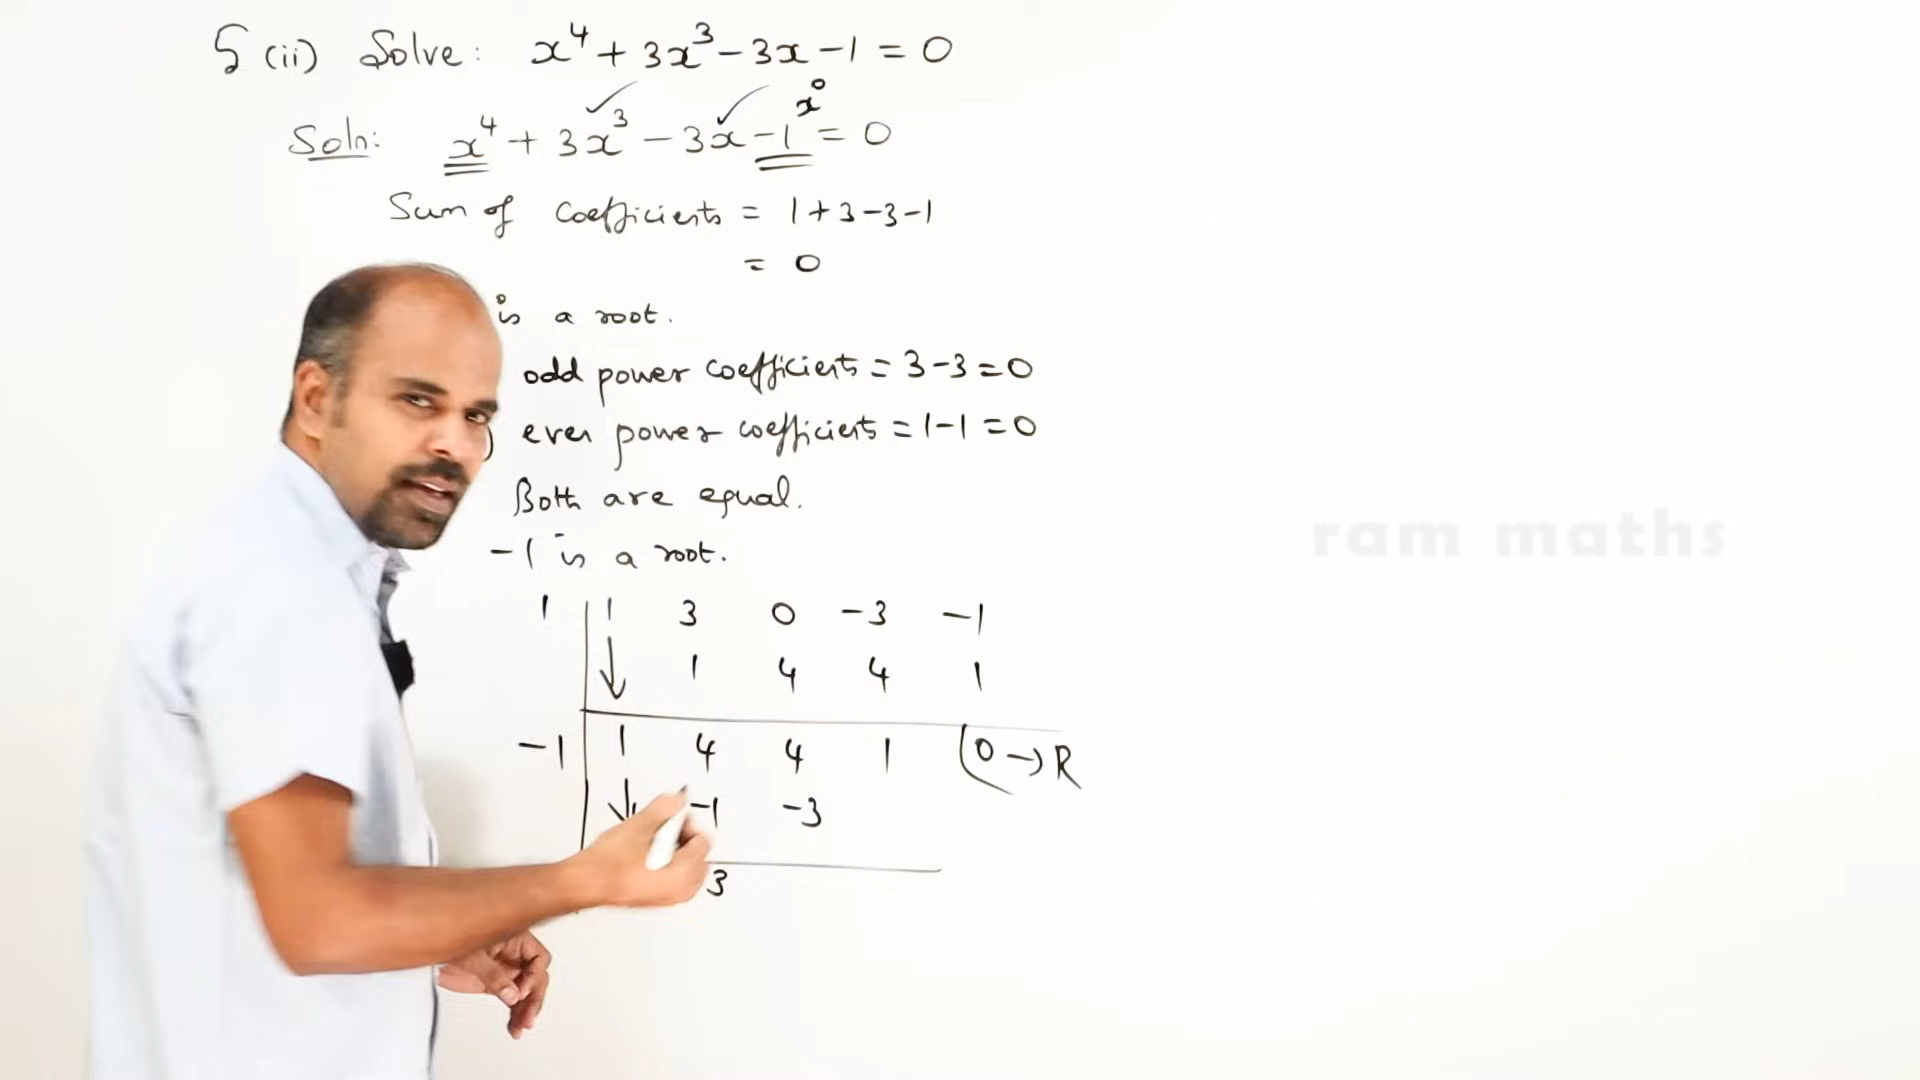 5 (ii) Solve: x⁴ + 3x³ - 3x - 1 = 0
Soln: x⁴ + 3x³ - 3x - 1 = 0
x⁰
Sum of coefficients = 1 + 3 - 3 - 1
= 0
is a root.
odd power coefficients = 3 - 3 = 0
) even power coefficients = 1 - 1 = 0
Both are equal.
-1 is a root.
1 | 1 3 0 -3 -1
↓ 1 4 4 1
-1 | 1 4 4 1 (0 → R
↓ -1 -3
3
ram maths